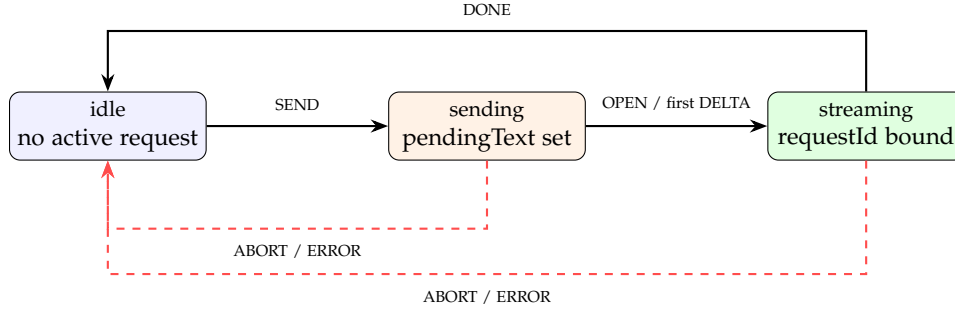 DONE
idle
no active request
SEND
sending
pendingText set
OPEN / first DELTA
streaming
requestId bound
ABORT / ERROR
ABORT / ERROR